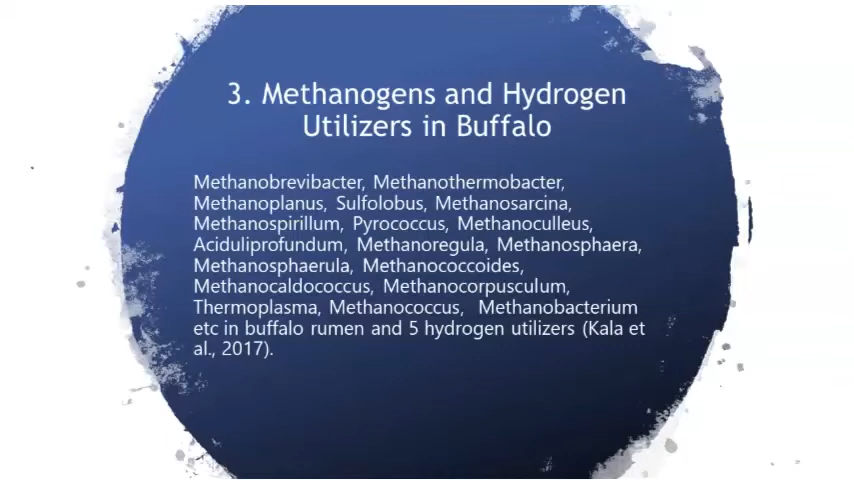 3. Methanogens and Hydrogen
Utilizers in Buffalo
Methanobrevibacter, Methanothermobacter,
Methanoplanus, Sulfolobus, Methanosarcina,
Methanospirillum, Pyrococcus, Methanoculleus,
Aciduliprofundum, Methanoregula, Methanosphaera,
Methanosphaerula, Methanococcoides,
Methanocaldococcus, Methanocorpusculum,
Thermoplasma, Methanococcus, Methanobacterium
etc in buffalo rumen and 5 hydrogen utilizers (Kala et
al., 2017).